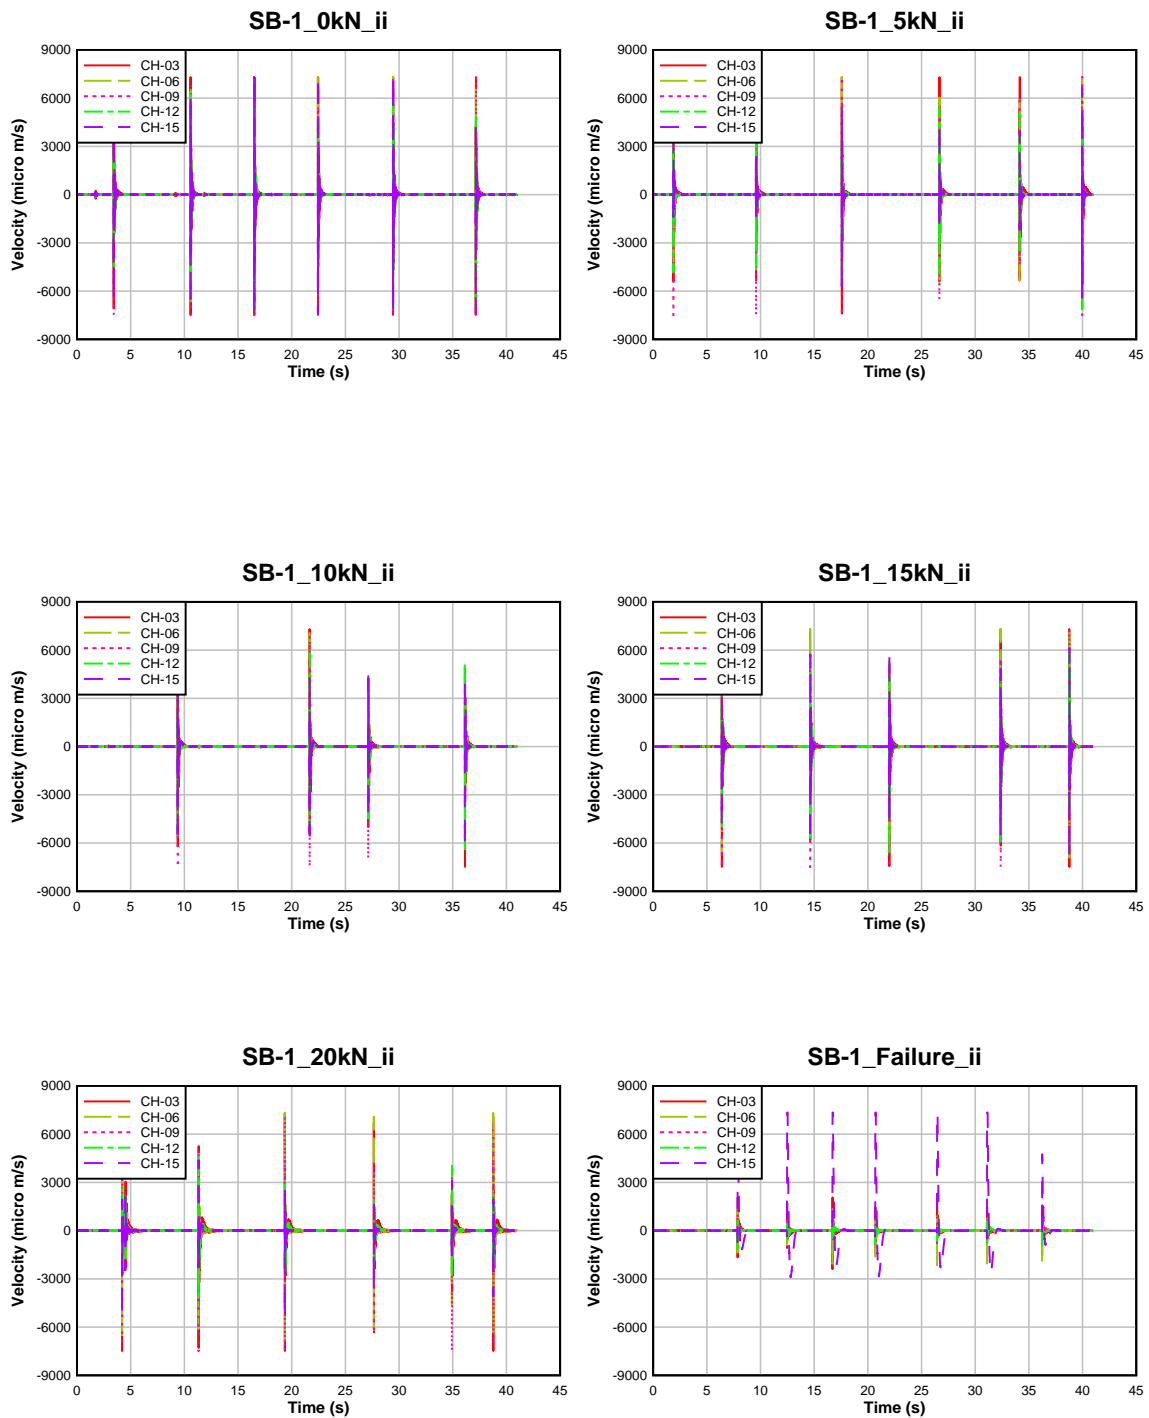 SB-1_0kN_ii
9000
6000
3000
0
-3000
-6000
-9000
Velocity (micro m/s)
CH-03
CH-06
CH-09
CH-12
CH-15
0 5 10 15 20 25 30 35 40 45
Time (s)
SB-1_5kN_ii
9000
6000
3000
0
-3000
-6000
-9000
Velocity (micro m/s)
CH-03
CH-06
CH-09
CH-12
CH-15
0 5 10 15 20 25 30 35 40 45
Time (s)
SB-1_10kN_ii
9000
6000
3000
0
-3000
-6000
-9000
Velocity (micro m/s)
CH-03
CH-06
CH-09
CH-12
CH-15
0 5 10 15 20 25 30 35 40 45
Time (s)
SB-1_15kN_ii
9000
6000
3000
0
-3000
-6000
-9000
Velocity (micro m/s)
CH-03
CH-06
CH-09
CH-12
CH-15
0 5 10 15 20 25 30 35 40 45
Time (s)
SB-1_20kN_ii
9000
6000
3000
0
-3000
-6000
-9000
Velocity (micro m/s)
CH-03
CH-06
CH-09
CH-12
CH-15
0 5 10 15 20 25 30 35 40 45
Time (s)
SB-1_Failure_ii
9000
6000
3000
0
-3000
-6000
-9000
Velocity (micro m/s)
CH-03
CH-06
CH-09
CH-12
CH-15
0 5 10 15 20 25 30 35 40 45
Time (s)